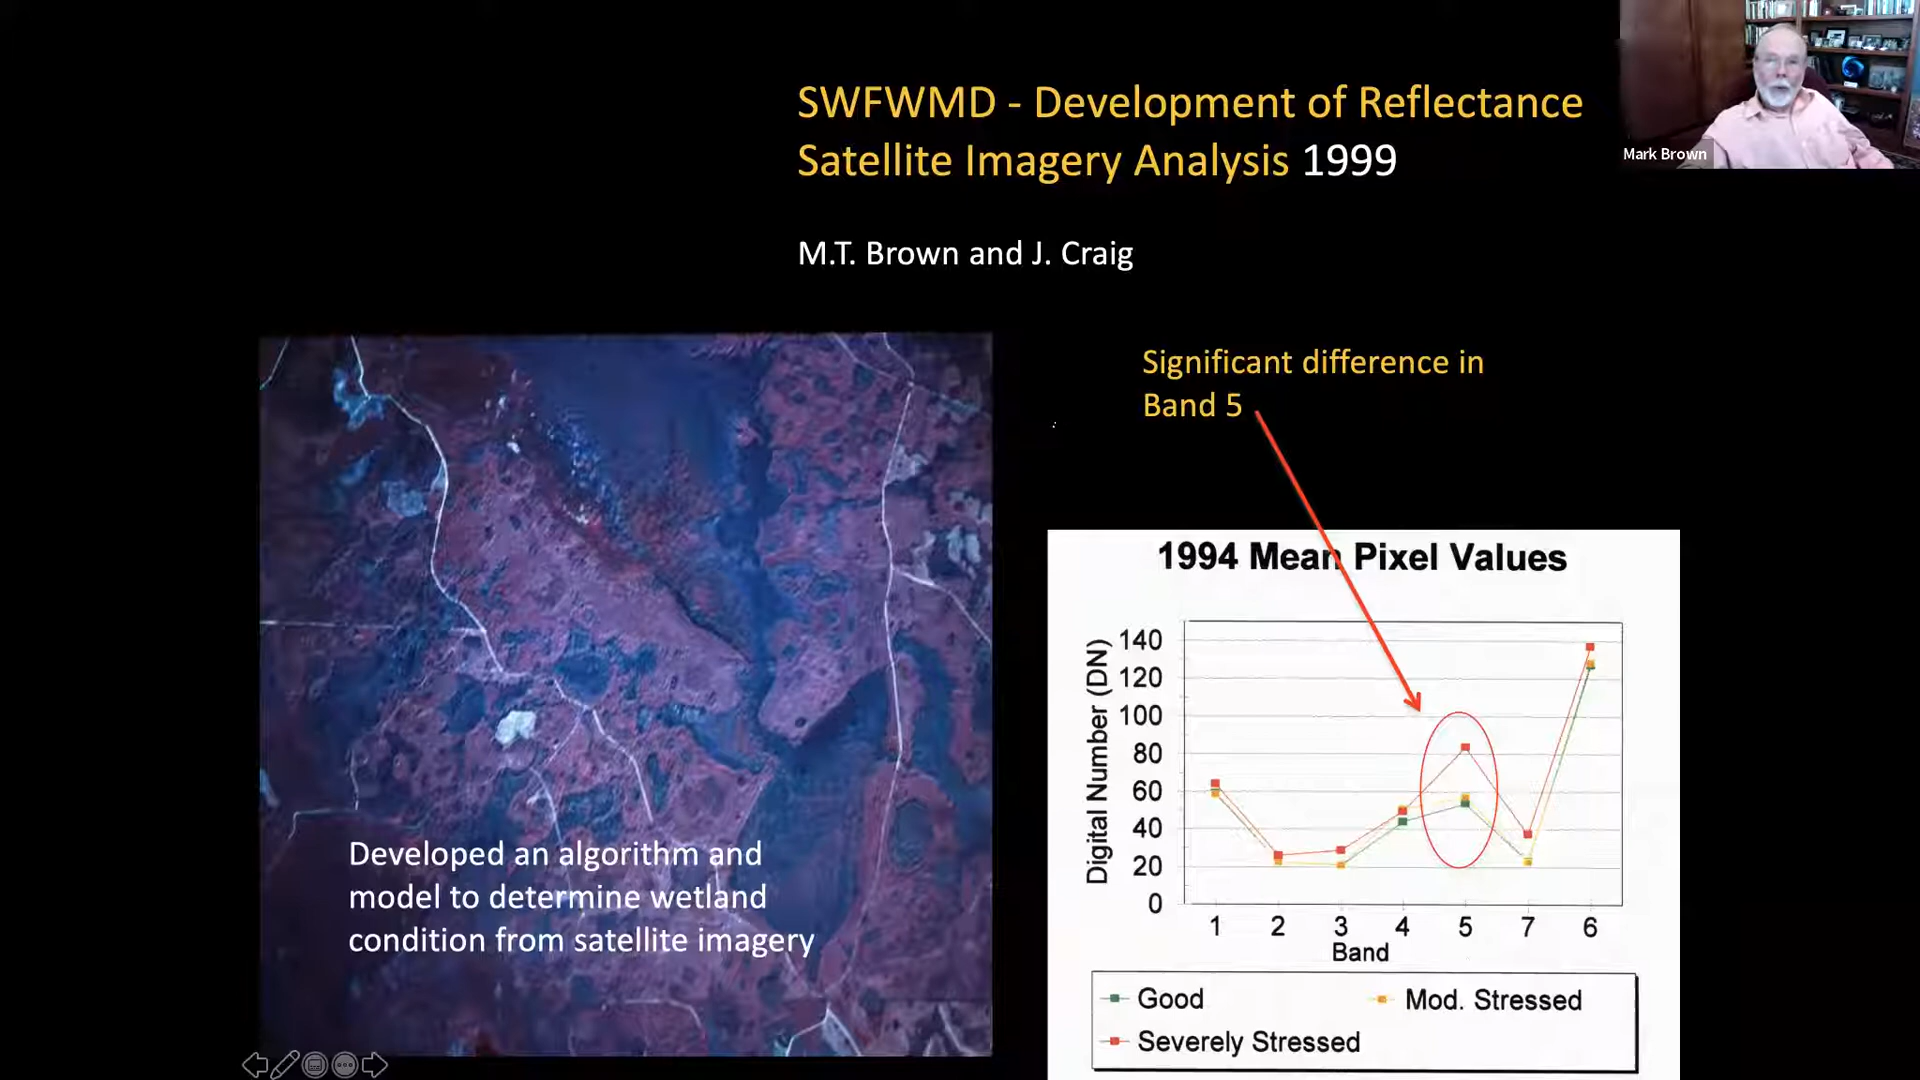 SWFWMD - Development of Reflectance
Satellite Imagery Analysis 1999
Mark Brown
M.T. Brown and J. Craig
Significant difference in
Band 5
Developed an algorithm and
model to determine wetland
condition from satellite imagery
1994 Mean Pixel Values
Digital Number (DN)
140
120
100
80
60
40
20
0
1 2 3 4 5 7 6
Band
Good Mod. Stressed
Severely Stressed